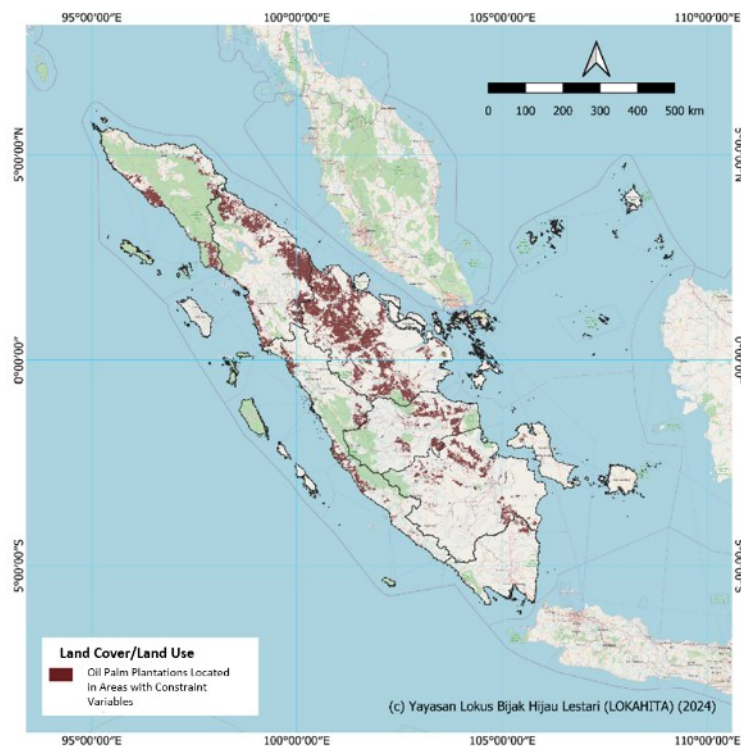 95°00'00"E 100°00'00"E 105°00'00"E 110°00'00"E
0 100 200 300 400 500 km
5°00'00"N
5°00'00"N
0°00'00"
0°00'00"
5°00'00"S
5°00'00"S
Land Cover/Land Use
Oil Palm Plantations Located
in Areas with Constraint
Variables
(c) Yayasan Lokus Bijak Hijau Lestari (LOKAHITA) (2024)
95°00'00"E 100°00'00"E 105°00'00"E 110°00'00"E